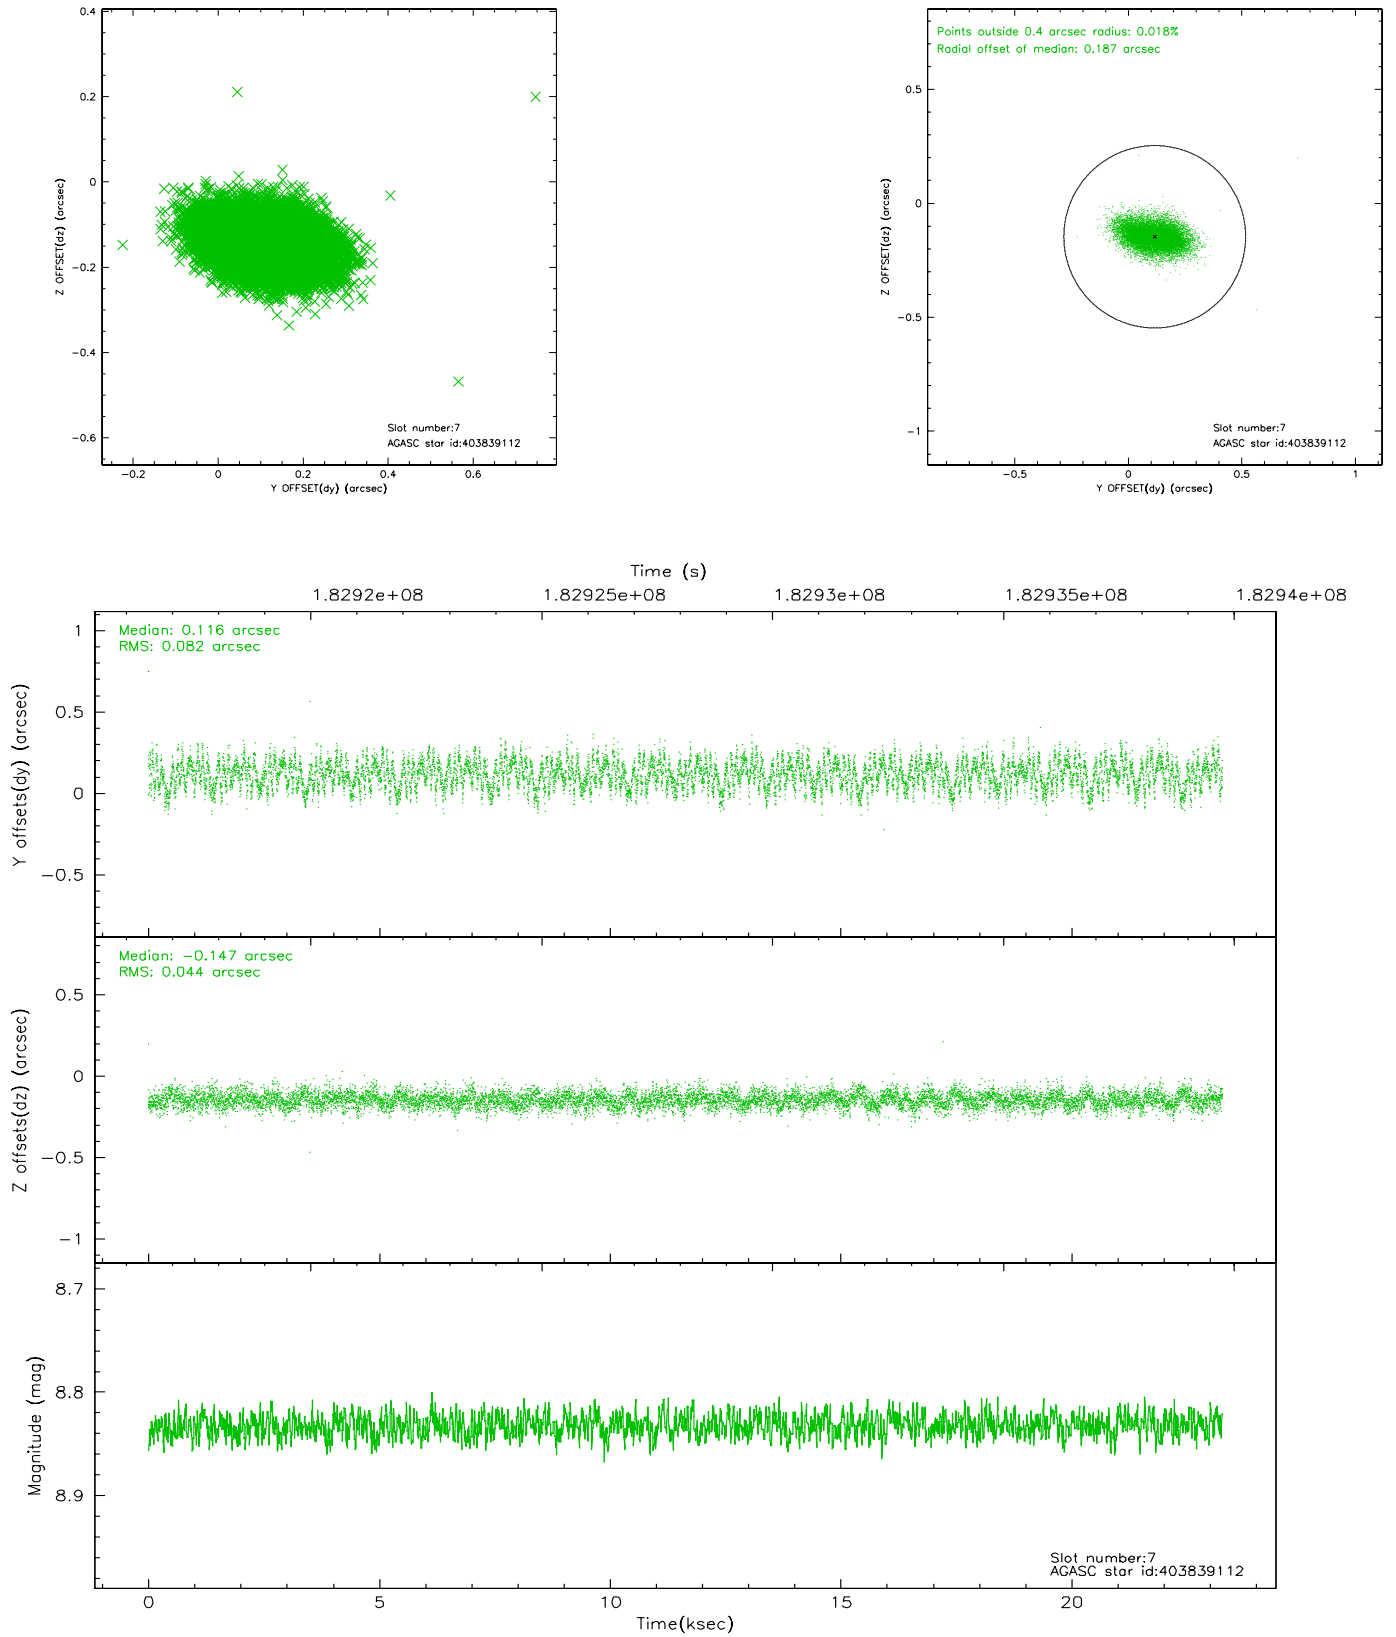 0.4
0.2
0
−0.2
−0.4
−0.6
Z OFFSET(dz) (arcsec)
−0.2 0 0.2 0.4 0.6
Y OFFSET(dy) (arcsec)
Slot number:7
AGASC star id:403839112
Points outside 0.4 arcsec radius: 0.018%
Radial offset of median: 0.187 arcsec
0.5
0
−0.5
−1
Z OFFSET(dz) (arcsec)
−0.5 0 0.5 1
Y OFFSET(dy) (arcsec)
Slot number:7
AGASC star id:403839112
Time (s)
1.8292e+08 1.82925e+08 1.8293e+08 1.82935e+08 1.8294e+08
Median: 0.116 arcsec
RMS: 0.082 arcsec
1
0.5
0
−0.5
Y offsets(dy) (arcsec)
Median: −0.147 arcsec
RMS: 0.044 arcsec
0.5
0
−0.5
−1
Z offsets(dz) (arcsec)
8.7
8.8
8.9
Magnitude (mag)
Slot number:7
AGASC star id:403839112
0 5 10 15 20
Time(ksec)